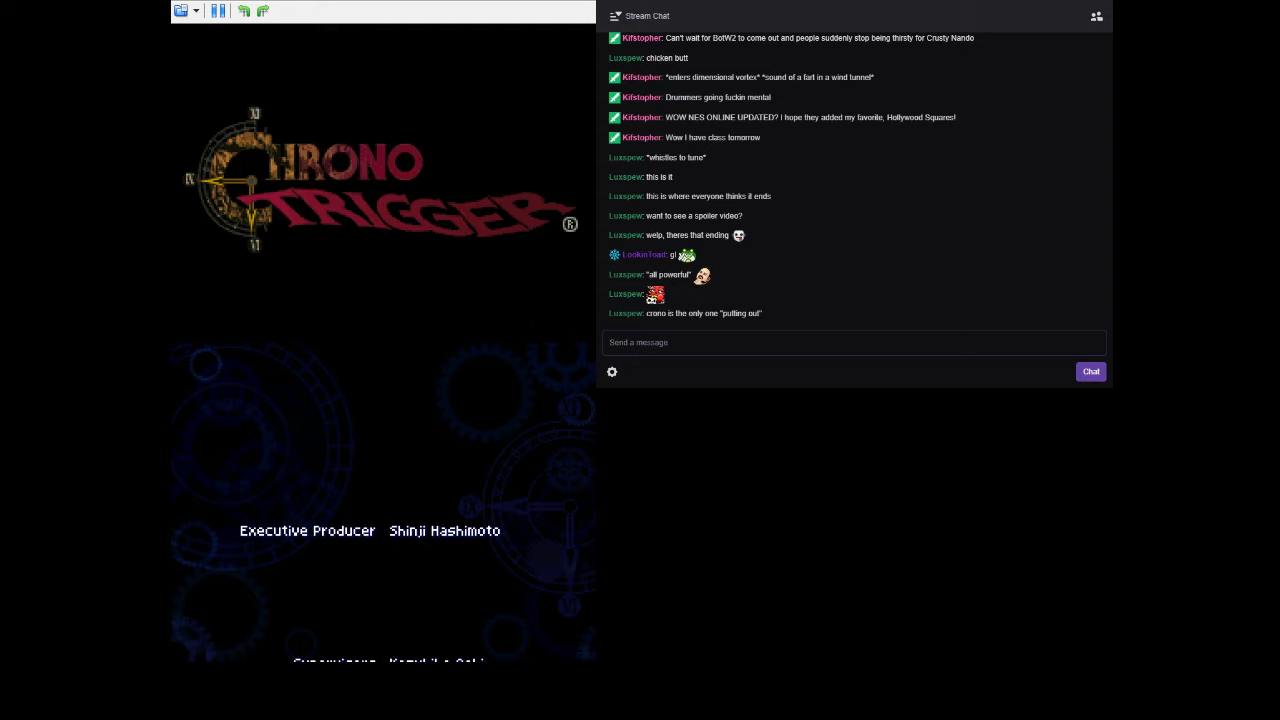 CHRONO
TRIGGER
®
XI
IX
VI
Executive Producer Shinji Hashimoto
Stream Chat
Kifstopher: Can't wait for BotW2 to come out and people suddenly stop being thirsty for Crusty Nando
Luxspew: chicken butt
Kifstopher: *enters dimensional vortex* *sound of a fart in a wind tunnel*
Kifstopher: Drummers going fuckin mental
Kifstopher: WOW NES ONLINE UPDATED? I hope they added my favorite, Hollywood Squares!
Kifstopher: Wow I have class tomorrow
Luxspew: *whistles to tune*
Luxspew: this is it
Luxspew: this is where everyone thinks it ends
Luxspew: want to see a spoiler video?
Luxspew: welp, theres that ending
LookinToad: gl
Luxspew: "all powerful"
Luxspew:
Luxspew: crono is the only one "putting out"
Send a message
Chat